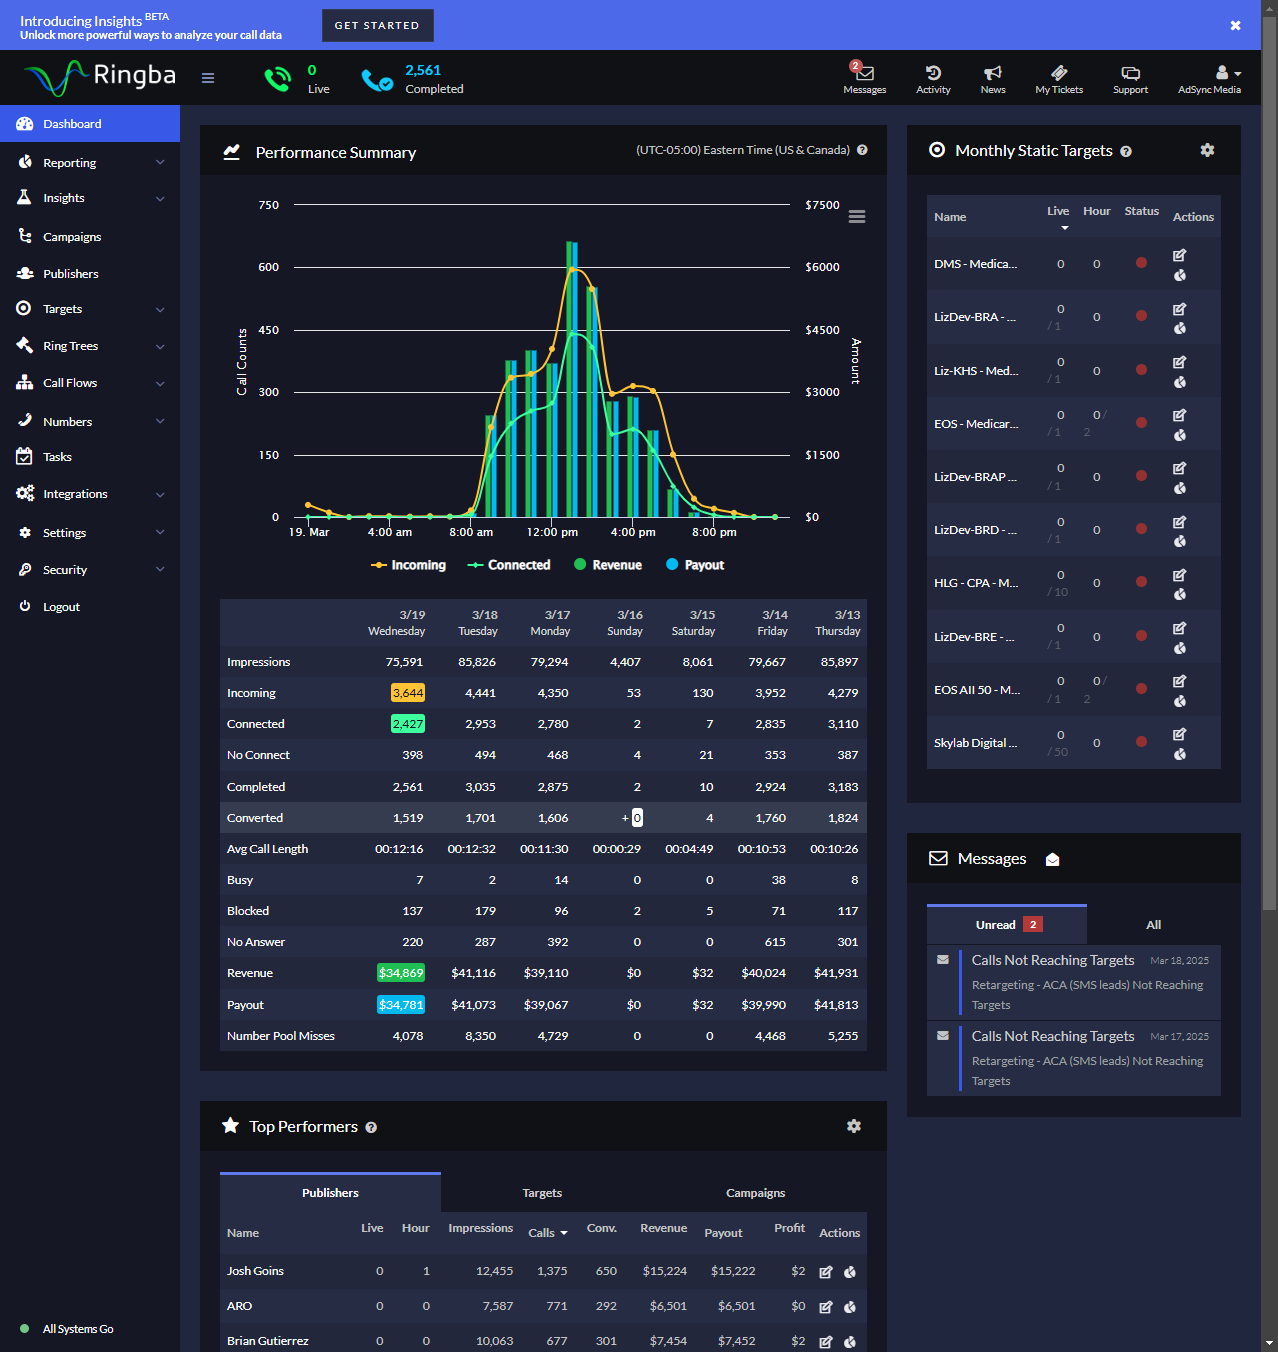 Introducing Insights BETA
Unlock more powerful ways to analyze your call data
GET STARTED
Ringba
0
Live
2,561
Completed
2
Messages
Activity
News
My Tickets
Support
AdSync Media
Dashboard
Reporting
Insights
Campaigns
Publishers
Targets
Ring Trees
Call Flows
Numbers
Tasks
Integrations
Settings
Security
Logout
All Systems Go
Performance Summary
(UTC-05:00) Eastern Time (US & Canada)
750 $7500
600 $6000
450 $4500
300 $3000
150 $1500
0 $0
Call Counts
Amount
19. Mar 4:00 am 8:00 am 12:00 pm 4:00 pm 8:00 pm
Incoming Connected Revenue Payout
3/19 3/18 3/17 3/16 3/15 3/14 3/13
Wednesday Tuesday Monday Sunday Saturday Friday Thursday
Impressions 75,591 85,826 79,294 4,407 8,061 79,667 85,897
Incoming 3,644 4,441 4,350 53 130 3,952 4,279
Connected 2,427 2,953 2,780 2 7 2,835 3,110
No Connect 398 494 468 4 21 353 387
Completed 2,561 3,035 2,875 2 10 2,924 3,183
Converted 1,519 1,701 1,606 + 0 4 1,760 1,824
Avg Call Length 00:12:16 00:12:32 00:11:30 00:00:29 00:04:49 00:10:53 00:10:26
Busy 7 2 14 0 0 38 8
Blocked 137 179 96 2 5 71 117
No Answer 220 287 392 0 0 615 301
Revenue $34,869 $41,116 $39,110 $0 $32 $40,024 $41,931
Payout $34,781 $41,073 $39,067 $0 $32 $39,990 $41,813
Number Pool Misses 4,078 8,350 4,729 0 0 4,468 5,255
Top Performers
Publishers Targets Campaigns
Name Live Hour Impressions Calls Conv. Revenue Payout Profit Actions
Josh Goins 0 1 12,455 1,375 650 $15,224 $15,222 $2
ARO 0 0 7,587 771 292 $6,501 $6,501 $0
Brian Gutierrez 0 0 10,063 677 301 $7,454 $7,452 $2
Monthly Static Targets
Name Live Hour Status Actions
DMS - Medica... 0 0
LizDev-BRA - ... 0 / 1 0
Liz-KHS - Med... 0 / 1 0
EOS - Medicar... 0 / 1 0 / 2
LizDev-BRAP ... 0 / 1 0
LizDev-BRD - ... 0 / 1 0
HLG - CPA - M... 0 / 10 0
LizDev-BRE - ... 0 / 1 0
EOS All 50 - M... 0 / 1 0 / 2
Skylab Digital ... 0 / 50 0
Messages
Unread 2 All
Calls Not Reaching Targets Mar 18, 2025
Retargeting - ACA (SMS leads) Not Reaching
Targets
Calls Not Reaching Targets Mar 17, 2025
Retargeting - ACA (SMS leads) Not Reaching
Targets